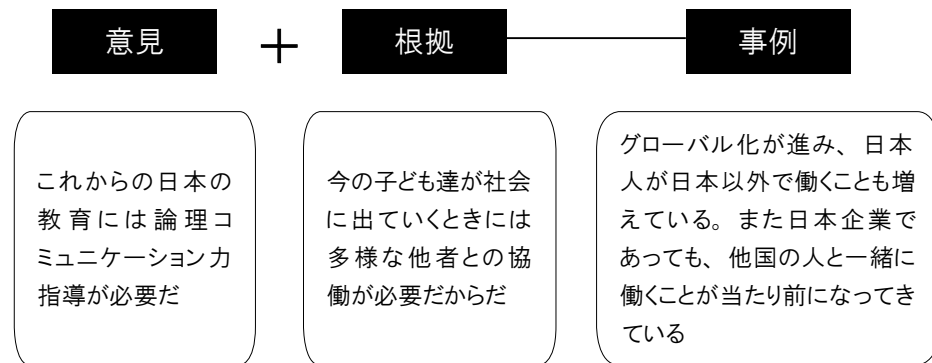 意見
＋
根拠
事例
これからの日本の
教育には論理コ
ミュニケーション力
指導が必要だ
今の子ども達が社会
に出ていくときには
多様な他者との協
働が必要だからだ
グローバル化が進み、日本
人が日本以外で働くことも増
えている。また日本企業で
あっても、他国の人と一緒に
働くことが当たり前になってき
ている